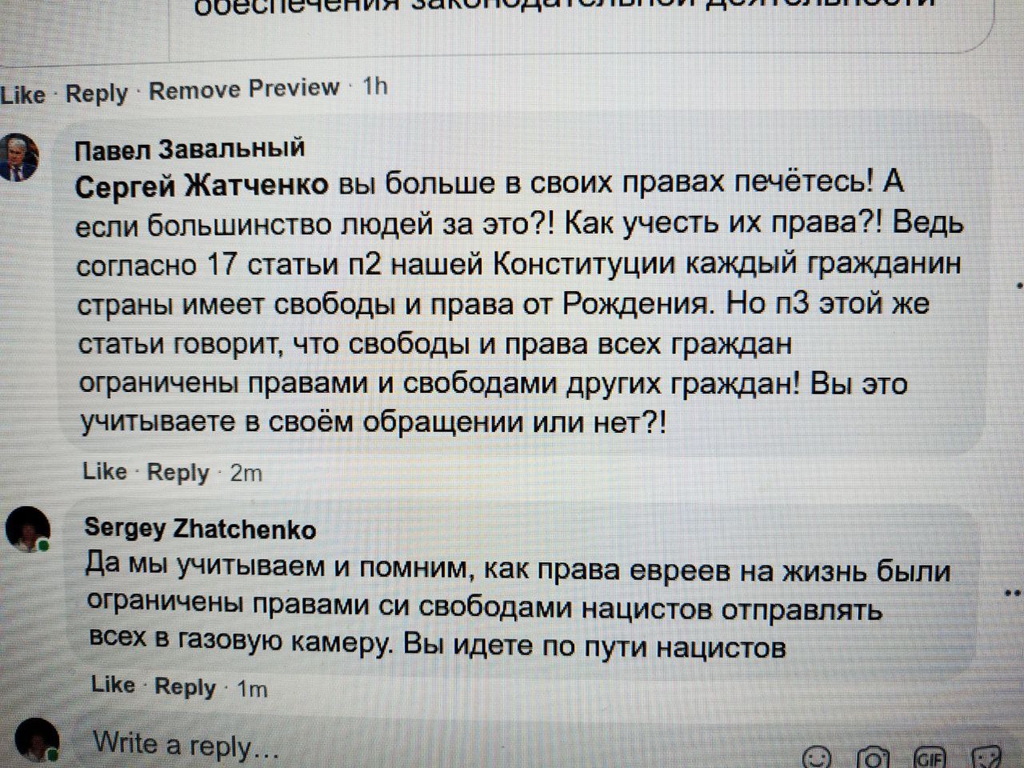 обеспечения законодательной деятельности
Like · Reply · Remove Preview · 1h
Павел Завальный
Сергей Жатченко вы больше в своих правах печётесь! А
если большинство людей за это?! Как учесть их права?! Ведь
согласно 17 статьи п2 нашей Конституции каждый гражданин
страны имеет свободы и права от Рождения. Но п3 этой же
статьи говорит, что свободы и права всех граждан
ограничены правами и свободами других граждан! Вы это
учитываете в своём обращении или нет?!
Like · Reply · 2m
Sergey Zhatchenko
Да мы учитываем и помним, как права евреев на жизнь были
ограничены правами си свободами нацистов отправлять
всех в газовую камеру. Вы идете по пути нацистов
Like · Reply · 1m
Write a reply...
GIF